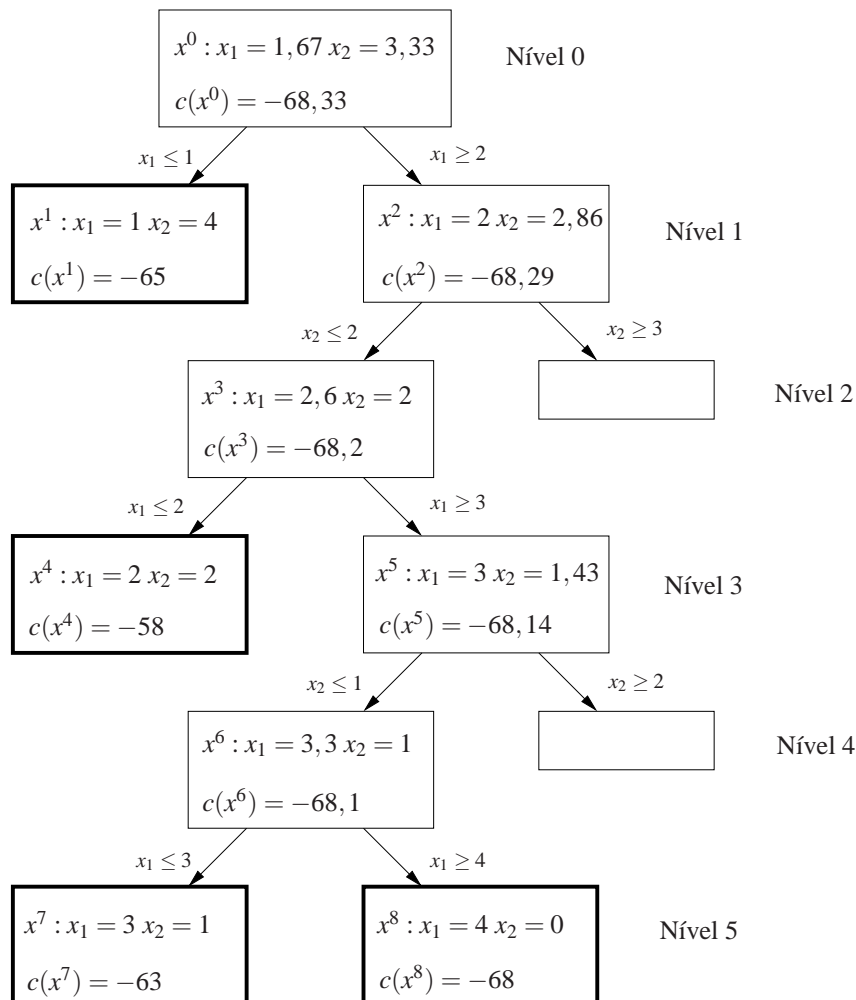 x⁰ : x₁ = 1,67 x₂ = 3,33
c(x⁰) = −68,33
Nível 0
x₁ ≤ 1
x₁ ≥ 2
x¹ : x₁ = 1 x₂ = 4
c(x¹) = −65
x² : x₁ = 2 x₂ = 2,86
c(x²) = −68,29
Nível 1
x₂ ≤ 2
x₂ ≥ 3
x³ : x₁ = 2,6 x₂ = 2
c(x³) = −68,2
Nível 2
x₁ ≤ 2
x₁ ≥ 3
x⁴ : x₁ = 2 x₂ = 2
c(x⁴) = −58
x⁵ : x₁ = 3 x₂ = 1,43
c(x⁵) = −68,14
Nível 3
x₂ ≤ 1
x₂ ≥ 2
x⁶ : x₁ = 3,3 x₂ = 1
c(x⁶) = −68,1
Nível 4
x₁ ≤ 3
x₁ ≥ 4
x⁷ : x₁ = 3 x₂ = 1
c(x⁷) = −63
x⁸ : x₁ = 4 x₂ = 0
c(x⁸) = −68
Nível 5